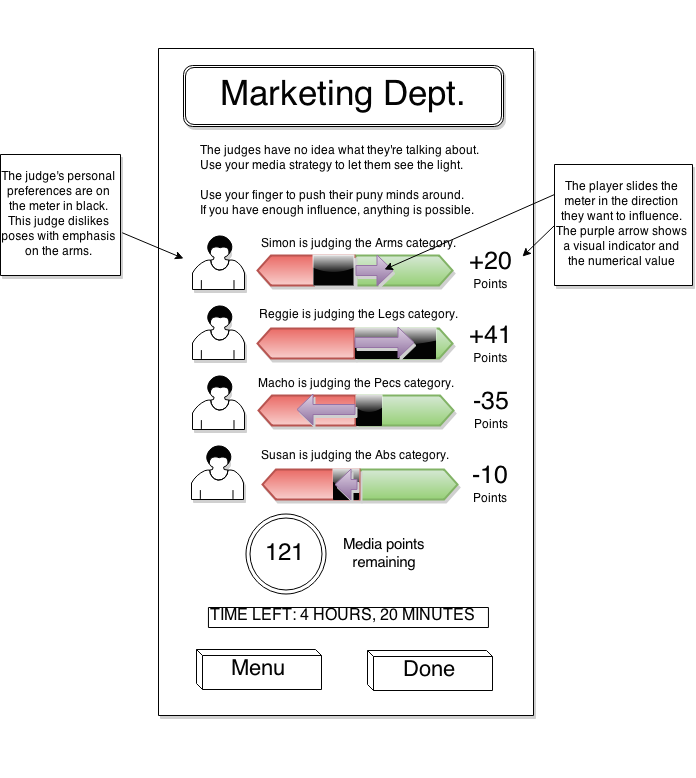 Marketing Dept.
The judges have no idea what they're talking about.
Use your media strategy to let them see the light.
Use your finger to push their puny minds around.
If you have enough influence, anything is possible.
The judge's personal
preferences are on
the meter in black.
This judge dislikes
poses with emphasis
on the arms.
The player slides the
meter in the direction
they want to influence.
The purple arrow shows
a visual indicator and
the numerical value
Simon is judging the Arms category.
+20
Points
Reggie is judging the Legs category.
+41
Points
Macho is judging the Pecs category.
-35
Points
Susan is judging the Abs category.
-10
Points
121
Media points
remaining
TIME LEFT: 4 HOURS, 20 MINUTES
Menu
Done